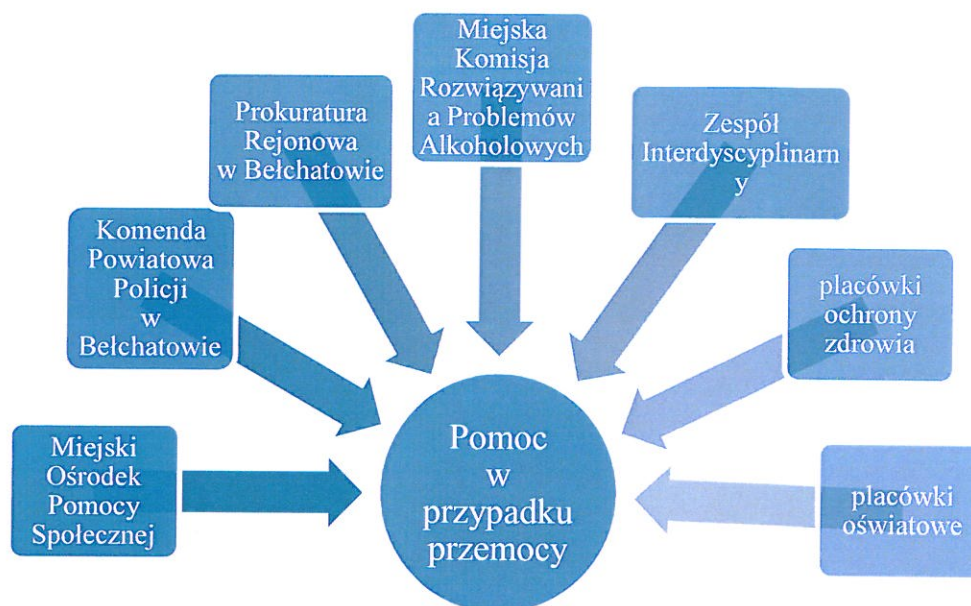 Miejska
Komisja
Rozwiązywani
a Problemów
Alkoholowych
Prokuratura
Rejonowa
w Bełchatowie
Zespół
Interdyscyplinarn
y
Komenda
Powiatowa
Policji
w
Bełchatowie
placówki
ochrony
zdrowia
Miejski
Ośrodek
Pomocy
Społecznej
Pomoc
w
przypadku
przemocy
placówki
oświatowe